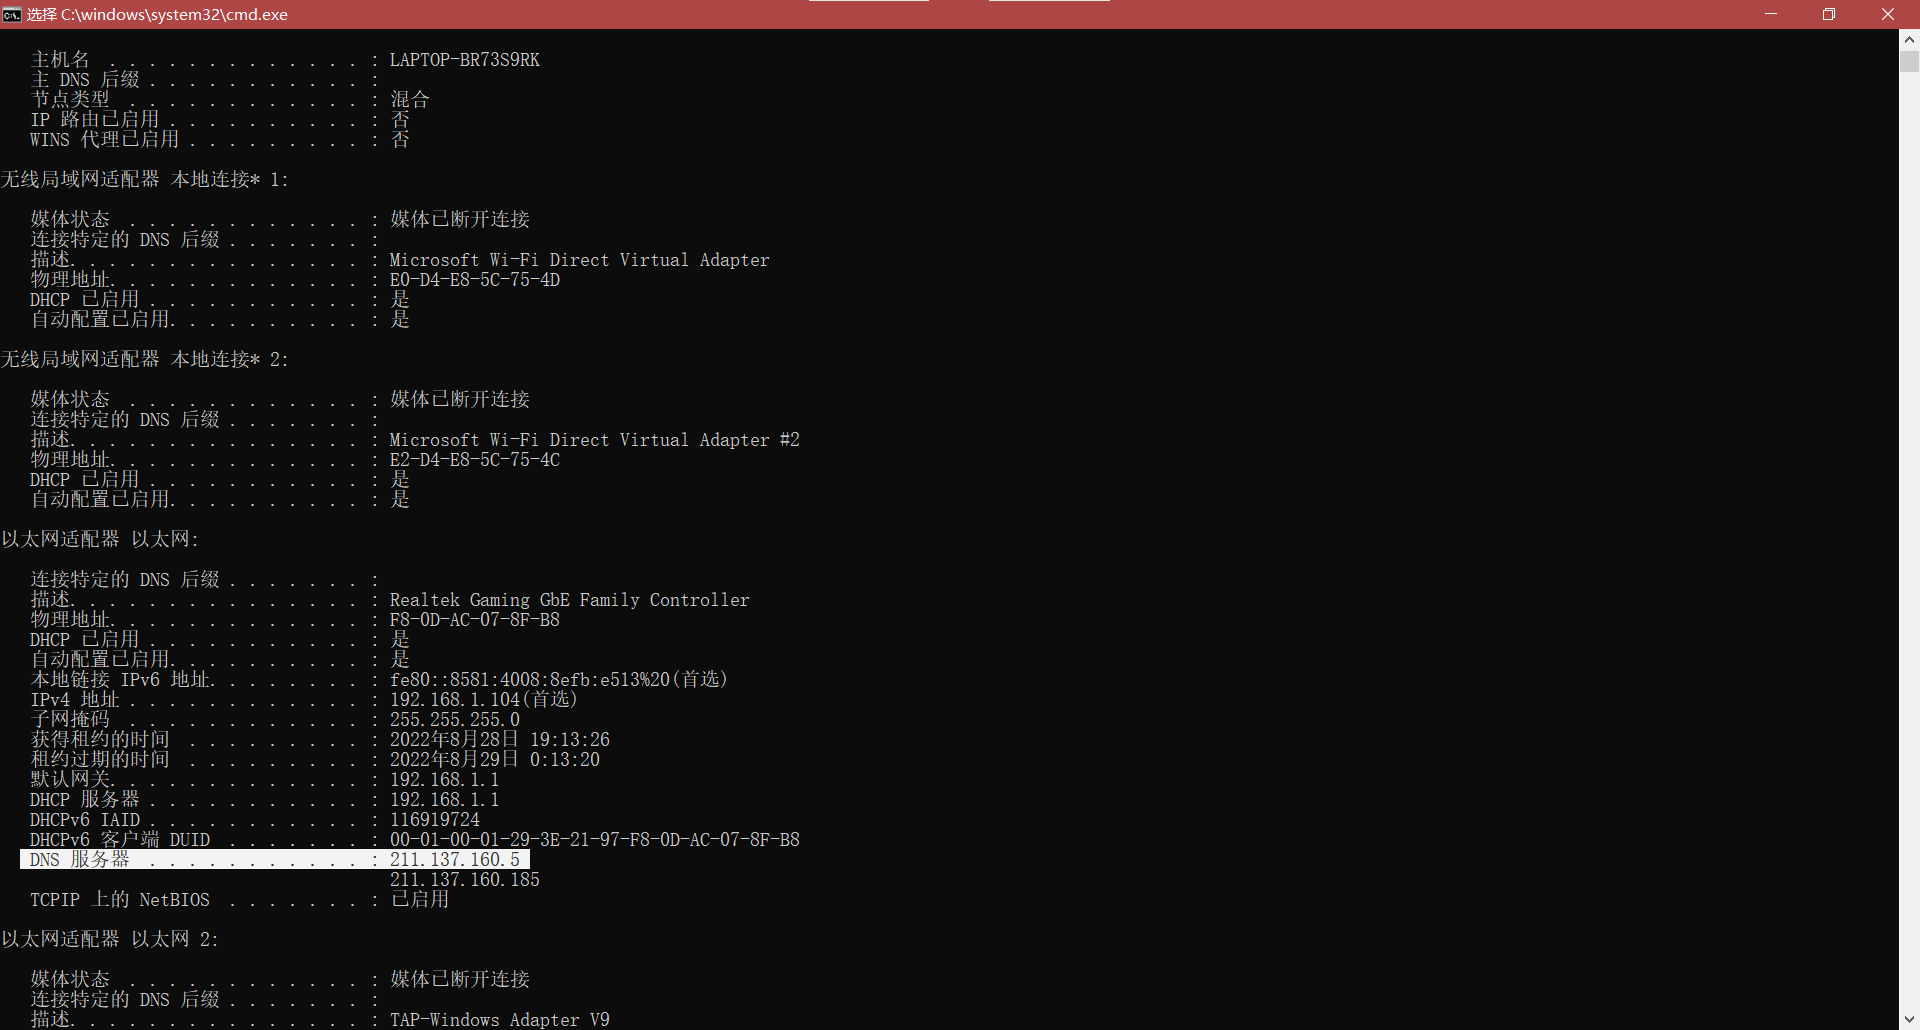 选择 C:\windows\system32\cmd.exe
主机名 . . . . . . . . . . . . . : LAPTOP-BR73S9RK
主 DNS 后缀 . . . . . . . . . . . :
节点类型 . . . . . . . . . . . . : 混合
IP 路由已启用 . . . . . . . . . . : 否
WINS 代理已启用 . . . . . . . . . : 否
无线局域网适配器 本地连接* 1:
媒体状态 . . . . . . . . . . . . : 媒体已断开连接
连接特定的 DNS 后缀 . . . . . . . :
描述. . . . . . . . . . . . . . . : Microsoft Wi-Fi Direct Virtual Adapter
物理地址. . . . . . . . . . . . . : E0-D4-E8-5C-75-4D
DHCP 已启用 . . . . . . . . . . . : 是
自动配置已启用. . . . . . . . . . : 是
无线局域网适配器 本地连接* 2:
媒体状态 . . . . . . . . . . . . : 媒体已断开连接
连接特定的 DNS 后缀 . . . . . . . :
描述. . . . . . . . . . . . . . . : Microsoft Wi-Fi Direct Virtual Adapter #2
物理地址. . . . . . . . . . . . . : E2-D4-E8-5C-75-4C
DHCP 已启用 . . . . . . . . . . . : 是
自动配置已启用. . . . . . . . . . : 是
以太网适配器 以太网:
连接特定的 DNS 后缀 . . . . . . . :
描述. . . . . . . . . . . . . . . : Realtek Gaming GbE Family Controller
物理地址. . . . . . . . . . . . . : F8-0D-AC-07-8F-B8
DHCP 已启用 . . . . . . . . . . . : 是
自动配置已启用. . . . . . . . . . : 是
本地链接 IPv6 地址. . . . . . . . : fe80::8581:4008:8efb:e513%20(首选)
IPv4 地址 . . . . . . . . . . . . : 192.168.1.104(首选)
子网掩码 . . . . . . . . . . . . : 255.255.255.0
获得租约的时间 . . . . . . . . . : 2022年8月28日 19:13:26
租约过期的时间 . . . . . . . . . : 2022年8月29日 0:13:20
默认网关. . . . . . . . . . . . . : 192.168.1.1
DHCP 服务器 . . . . . . . . . . . : 192.168.1.1
DHCPv6 IAID . . . . . . . . . . . : 116919724
DHCPv6 客户端 DUID . . . . . . . : 00-01-00-01-29-3E-21-97-F8-0D-AC-07-8F-B8
DNS 服务器 . . . . . . . . . . . : 211.137.160.5
211.137.160.185
TCPIP 上的 NetBIOS . . . . . . . : 已启用
以太网适配器 以太网 2:
媒体状态 . . . . . . . . . . . . : 媒体已断开连接
连接特定的 DNS 后缀 . . . . . . . :
描述. . . . . . . . . . . . . . . : TAP-Windows Adapter V9